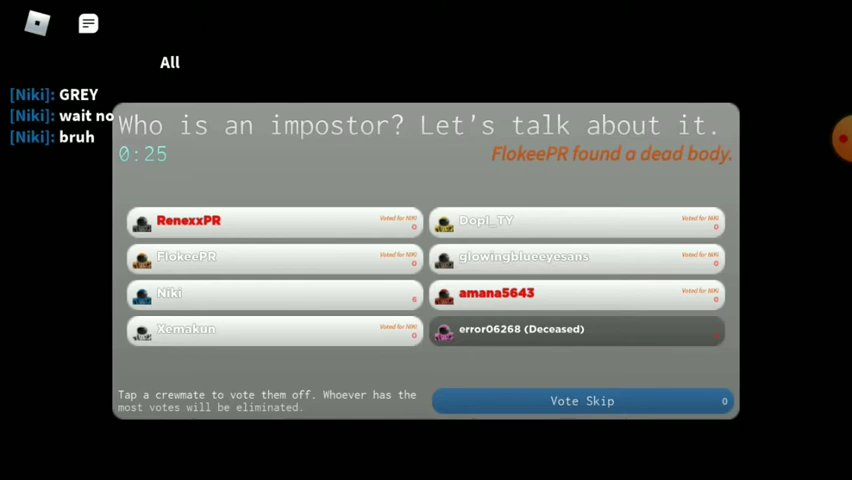 All
[Niki]: GREY
[Niki]: wait no
[Niki]: bruh
Who is an impostor? Let's talk about it.
0:25
FlokeePR found a dead body.
RenexxPR
Voted for NIKI
0
Dopl_TY
Voted for NIKI
0
FlokeePR
Voted for NIKI
0
glowingblueeyesans
Voted for NIKI
0
Niki
6
amana5643
Voted for NIKI
0
Xemakun
Voted for NIKI
0
error06268 (Deceased)
Tap a crewmate to vote them off. Whoever has the
most votes will be eliminated.
Vote Skip
0